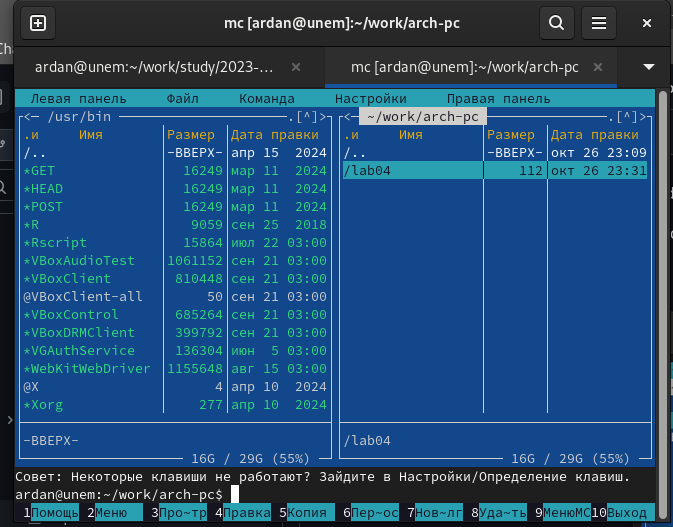 mc [ardan@unem]:~/work/arch-pc
ardan@unem:~/work/study/2023-... × mc [ardan@unem]:~/work/arch-pc ×
Левая панель Файл Команда Настройки Правая панель
<─ /usr/bin .[^]>
.и Имя Размер Дата правки
/.. -ВВЕРХ- апр 15 2024
*GET 16249 мар 11 2024
*HEAD 16249 мар 11 2024
*POST 16249 мар 11 2024
*R 9059 сен 25 2018
*Rscript 15864 июл 22 03:00
*VBoxAudioTest 1061152 сен 21 03:00
*VBoxClient 810448 сен 21 03:00
@VBoxClient-all 50 сен 21 03:00
*VBoxControl 685264 сен 21 03:00
*VBoxDRMClient 399792 сен 21 03:00
*VGAuthService 136304 июн 5 03:00
*WebKitWebDriver 1155648 авг 15 03:00
@X 4 апр 10 2024
*Xorg 277 апр 10 2024
-ВВЕРХ-
16G / 29G (55%)
<─ ~/work/arch-pc .[^]>
.и Имя Размер Дата правки
/.. -ВВЕРХ- окт 26 23:09
/lab04 112 окт 26 23:31
/lab04
16G / 29G (55%)
Совет: Некоторые клавиши не работают? Зайдите в Настройки/Определение клавиш.
ardan@unem:~/work/arch-pc$
1Помощь 2Меню 3Про~тр 4Правка 5Копия 6Пер~ос 7Нов~лг 8Уда~ть 9МенюMC 10Выход